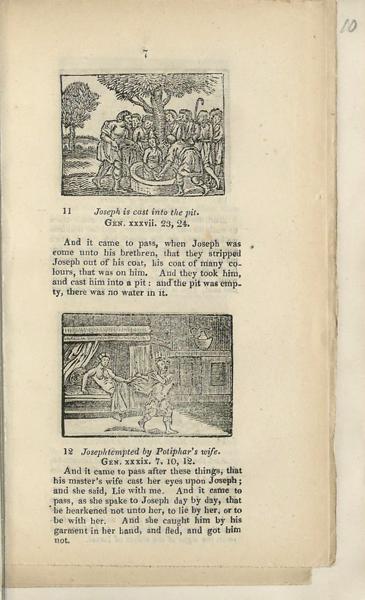 10
7
11 Joseph is cast into the pit.
GEN. xxxvii. 23, 24.
And it came to pass, when Joseph was
come unto his brethren, that they stripped
Joseph out of his coat, his coat of many co-
lours, that was on him. And they took him,
and cast him into a pit: and the pit was emp-
ty, there was no water in it.
12 Joseph tempted by Potiphar's wife.
GEN. xxxix. 7. 10, 12.
And it came to pass after these things, that
his master's wife cast her eyes upon Joseph;
and she said, Lie with me. And it came to
pass, as she spake to Joseph day by day, that
he hearkened not unto her, to lie by her, or to
be with her. And she caught him by his
garment in her hand, and fled, and got him
not.